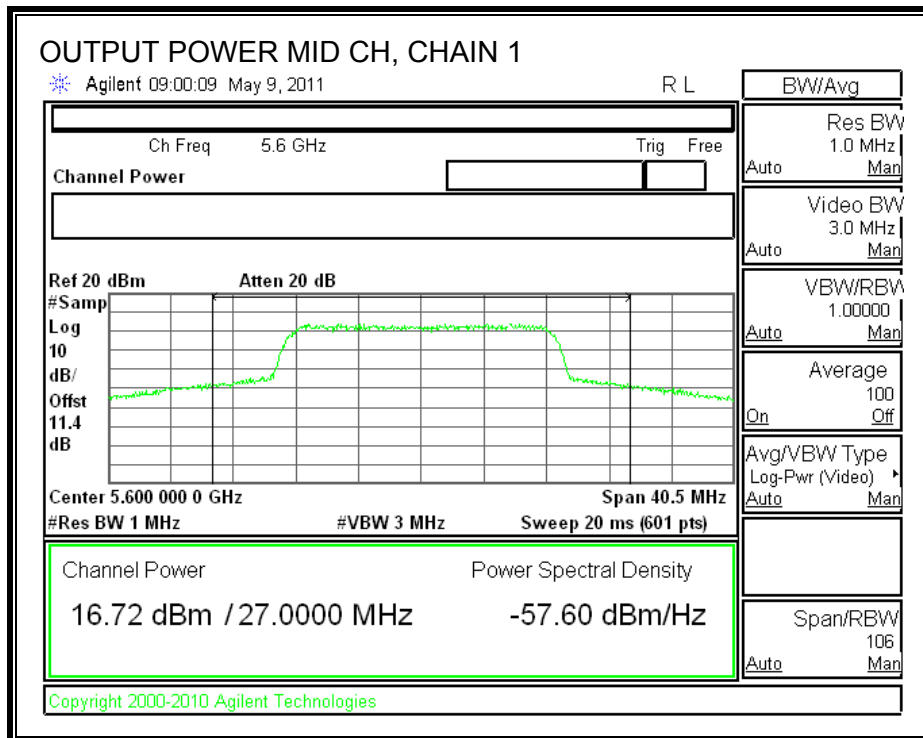 OUTPUT POWER MID CH, CHAIN 1
Agilent 09:00:09 May 9, 2011 R L
BW/Avg
Ch Freq 5.6 GHz Trig Free
Channel Power
Res BW
1.0 MHz
Auto Man
Video BW
3.0 MHz
Auto Man
Ref 20 dBm Atten 20 dB
#Samp
Log
10
dB/
Offst
11.4
dB
VBW/RBW
1.00000
Auto Man
Average
100
On Off
Avg/VBW Type
Log-Pwr (Video)
Auto Man
Center 5.600 000 0 GHz Span 40.5 MHz
#Res BW 1 MHz #VBW 3 MHz Sweep 20 ms (601 pts)
Channel Power Power Spectral Density
16.72 dBm / 27.0000 MHz -57.60 dBm/Hz
Span/RBW
106
Auto Man
Copyright 2000-2010 Agilent Technologies